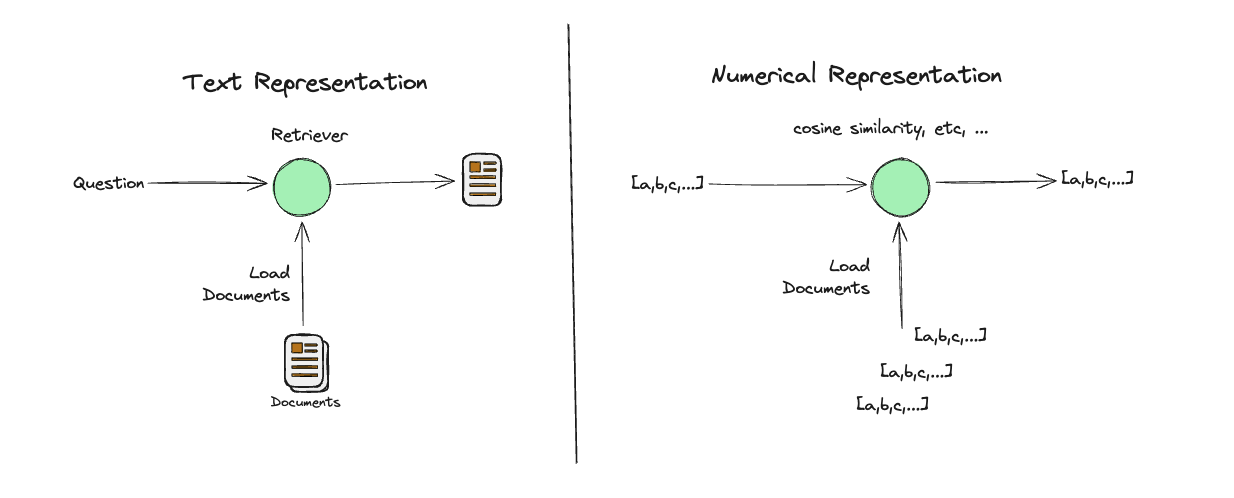 Text Representation
Retriever
Question
Load
Documents
Documents
Numerical Representation
cosine similarity, etc, ...
[a,b,c,...]
[a,b,c,...]
Load
Documents
[a,b,c,...]
[a,b,c,...]
[a,b,c,...]